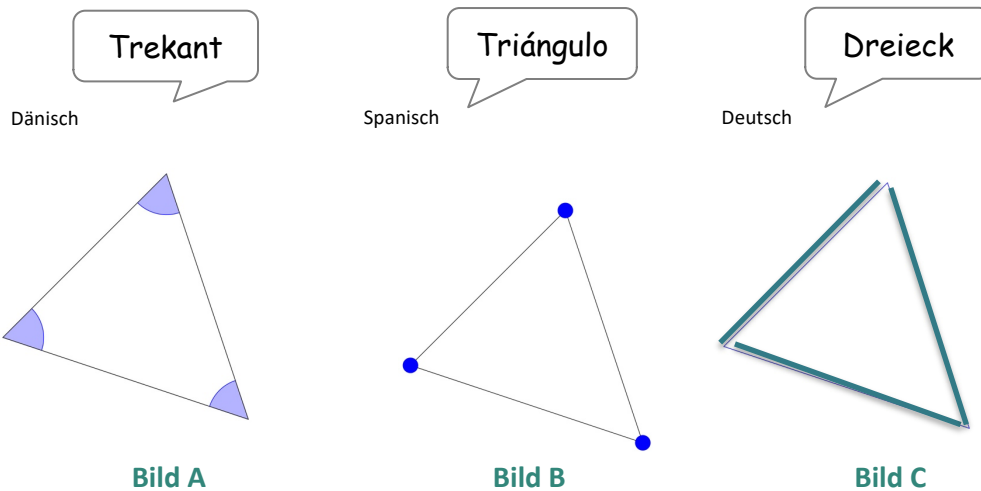 Trekant
Dänisch
Triángulo
Spanisch
Dreieck
Deutsch
Bild A
Bild B
Bild C